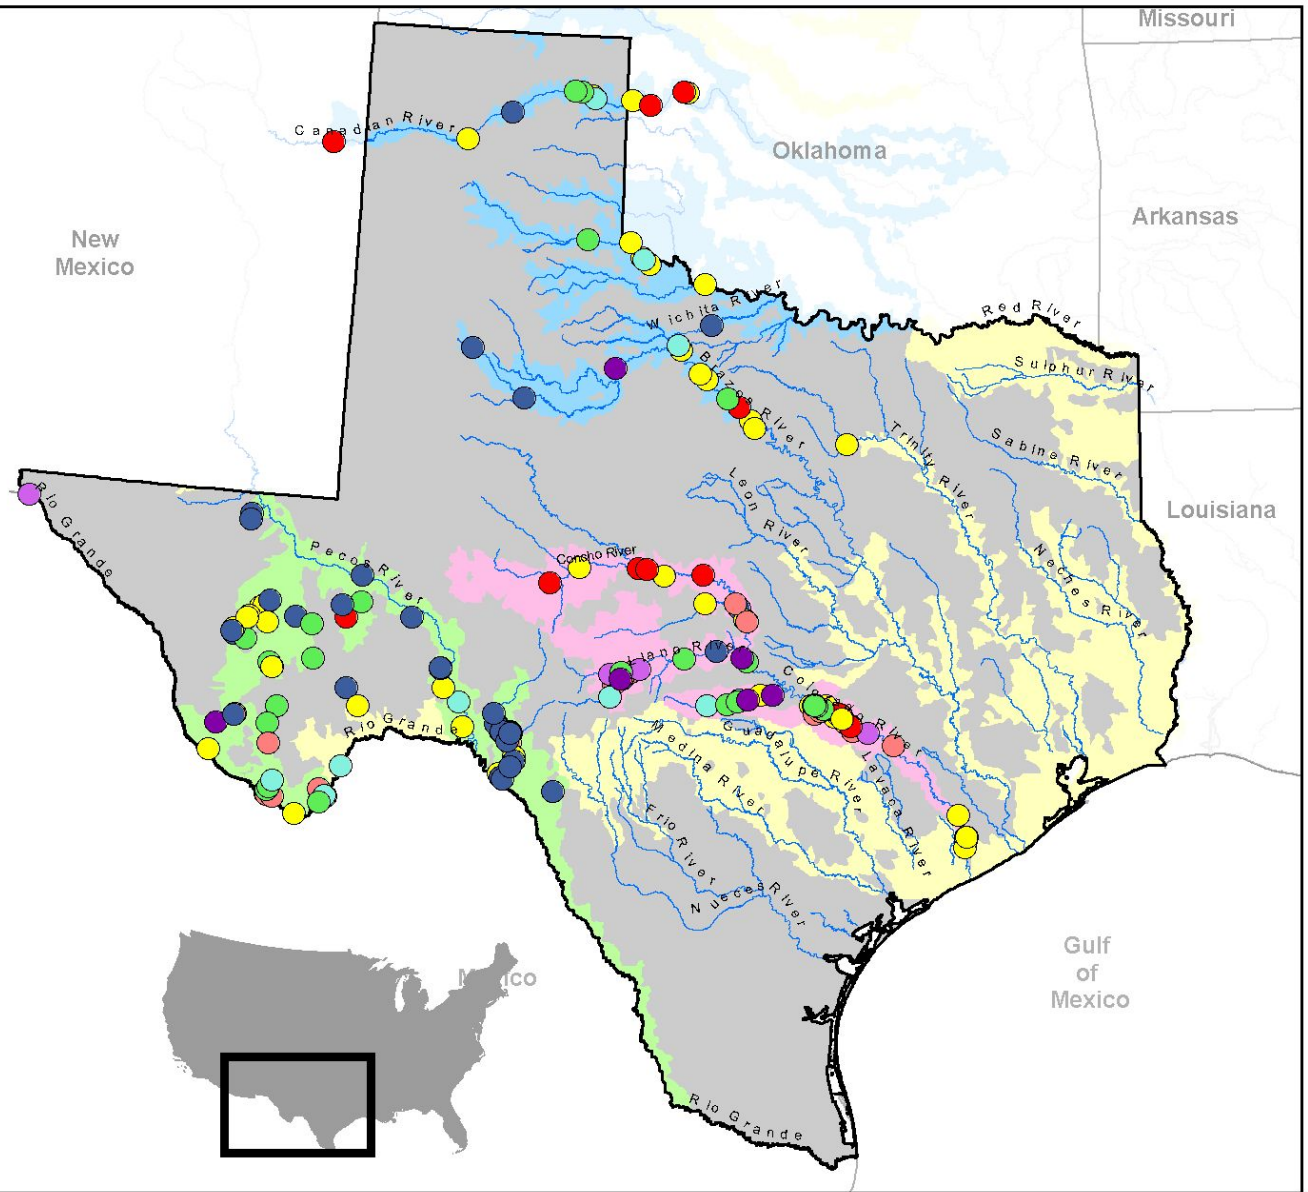 Missouri
Canadian River
Oklahoma
Arkansas
New
Mexico
Wichita River
Red River
Sulphur River
Brazos River
Trinity River
Sabine River
Leon River
Louisiana
Rio Grande
Pecos River
Concho River
Neches River
Llano River
Colorado River
Rio Grande
Medina River
Guadalupe River
Lavaca River
Frio River
Nueces River
Gulf
of
Mexico
Mexico
Rio Grande